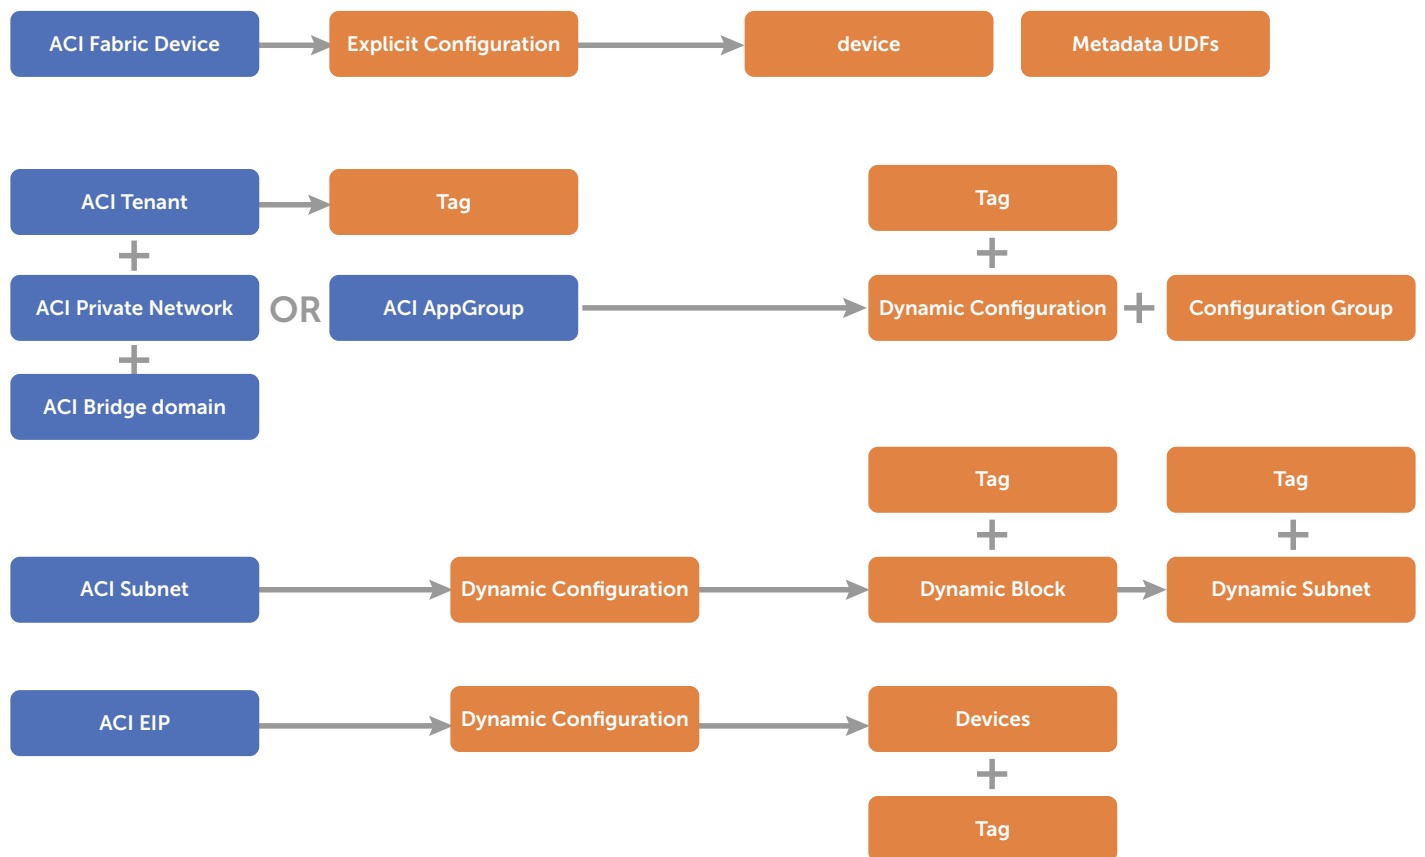 ACI Fabric Device
Explicit Configuration
device
Metadata UDFs
ACI Tenant
Tag
Tag
ACI Private Network
OR
ACI AppGroup
Dynamic Configuration
Configuration Group
ACI Bridge domain
Tag
Tag
ACI Subnet
Dynamic Configuration
Dynamic Block
Dynamic Subnet
ACI EIP
Dynamic Configuration
Devices
Tag